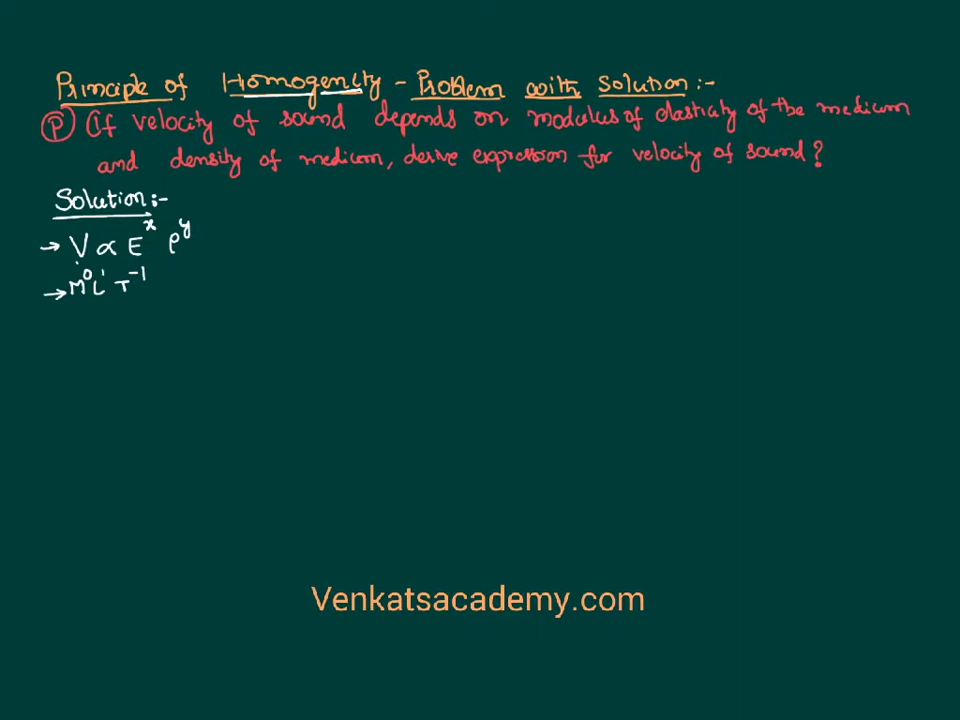 Principle of Homogenity - Problem with Solution :-
(P) If velocity of sound depends on modulus of elasticity of the medium
and density of medium, derive expression for velocity of sound ?
Solution :-
→ V ∝ E^x ρ^y
→ M^0 L^1 T^-1
Venkatsacademy.com